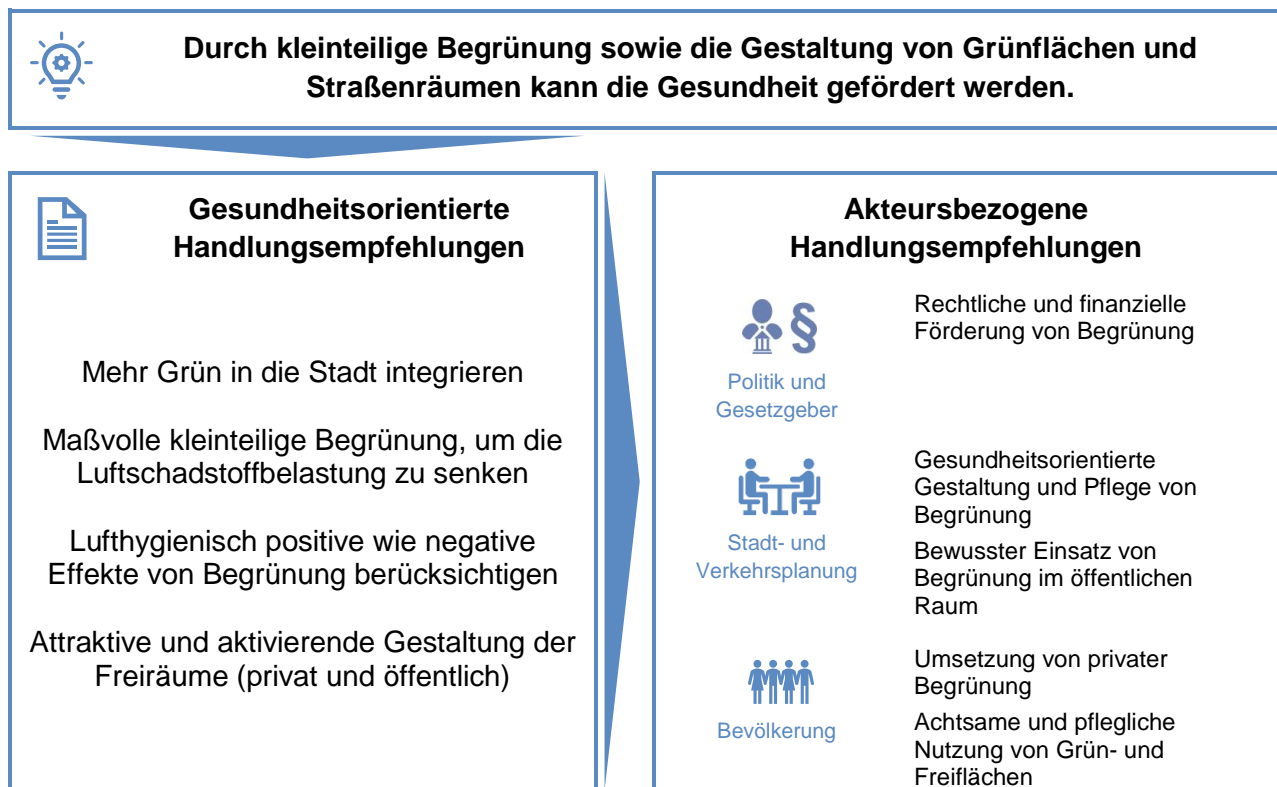 Durch kleinteilige Begrünung sowie die Gestaltung von Grünflächen und
Straßenräumen kann die Gesundheit gefördert werden.
Gesundheitsorientierte
Handlungsempfehlungen
Mehr Grün in die Stadt integrieren
Maßvolle kleinteilige Begrünung, um die
Luftschadstoffbelastung zu senken
Lufthygienisch positive wie negative
Effekte von Begrünung berücksichtigen
Attraktive und aktivierende Gestaltung der
Freiräume (privat und öffentlich)
Akteursbezogene
Handlungsempfehlungen
§
Politik und
Gesetzgeber
Rechtliche und finanzielle
Förderung von Begrünung
Stadt- und
Verkehrsplanung
Gesundheitsorientierte
Gestaltung und Pflege von
Begrünung
Bewusster Einsatz von
Begrünung im öffentlichen
Raum
Bevölkerung
Umsetzung von privater
Begrünung
Achtsame und pflegliche
Nutzung von Grün- und
Freiflächen